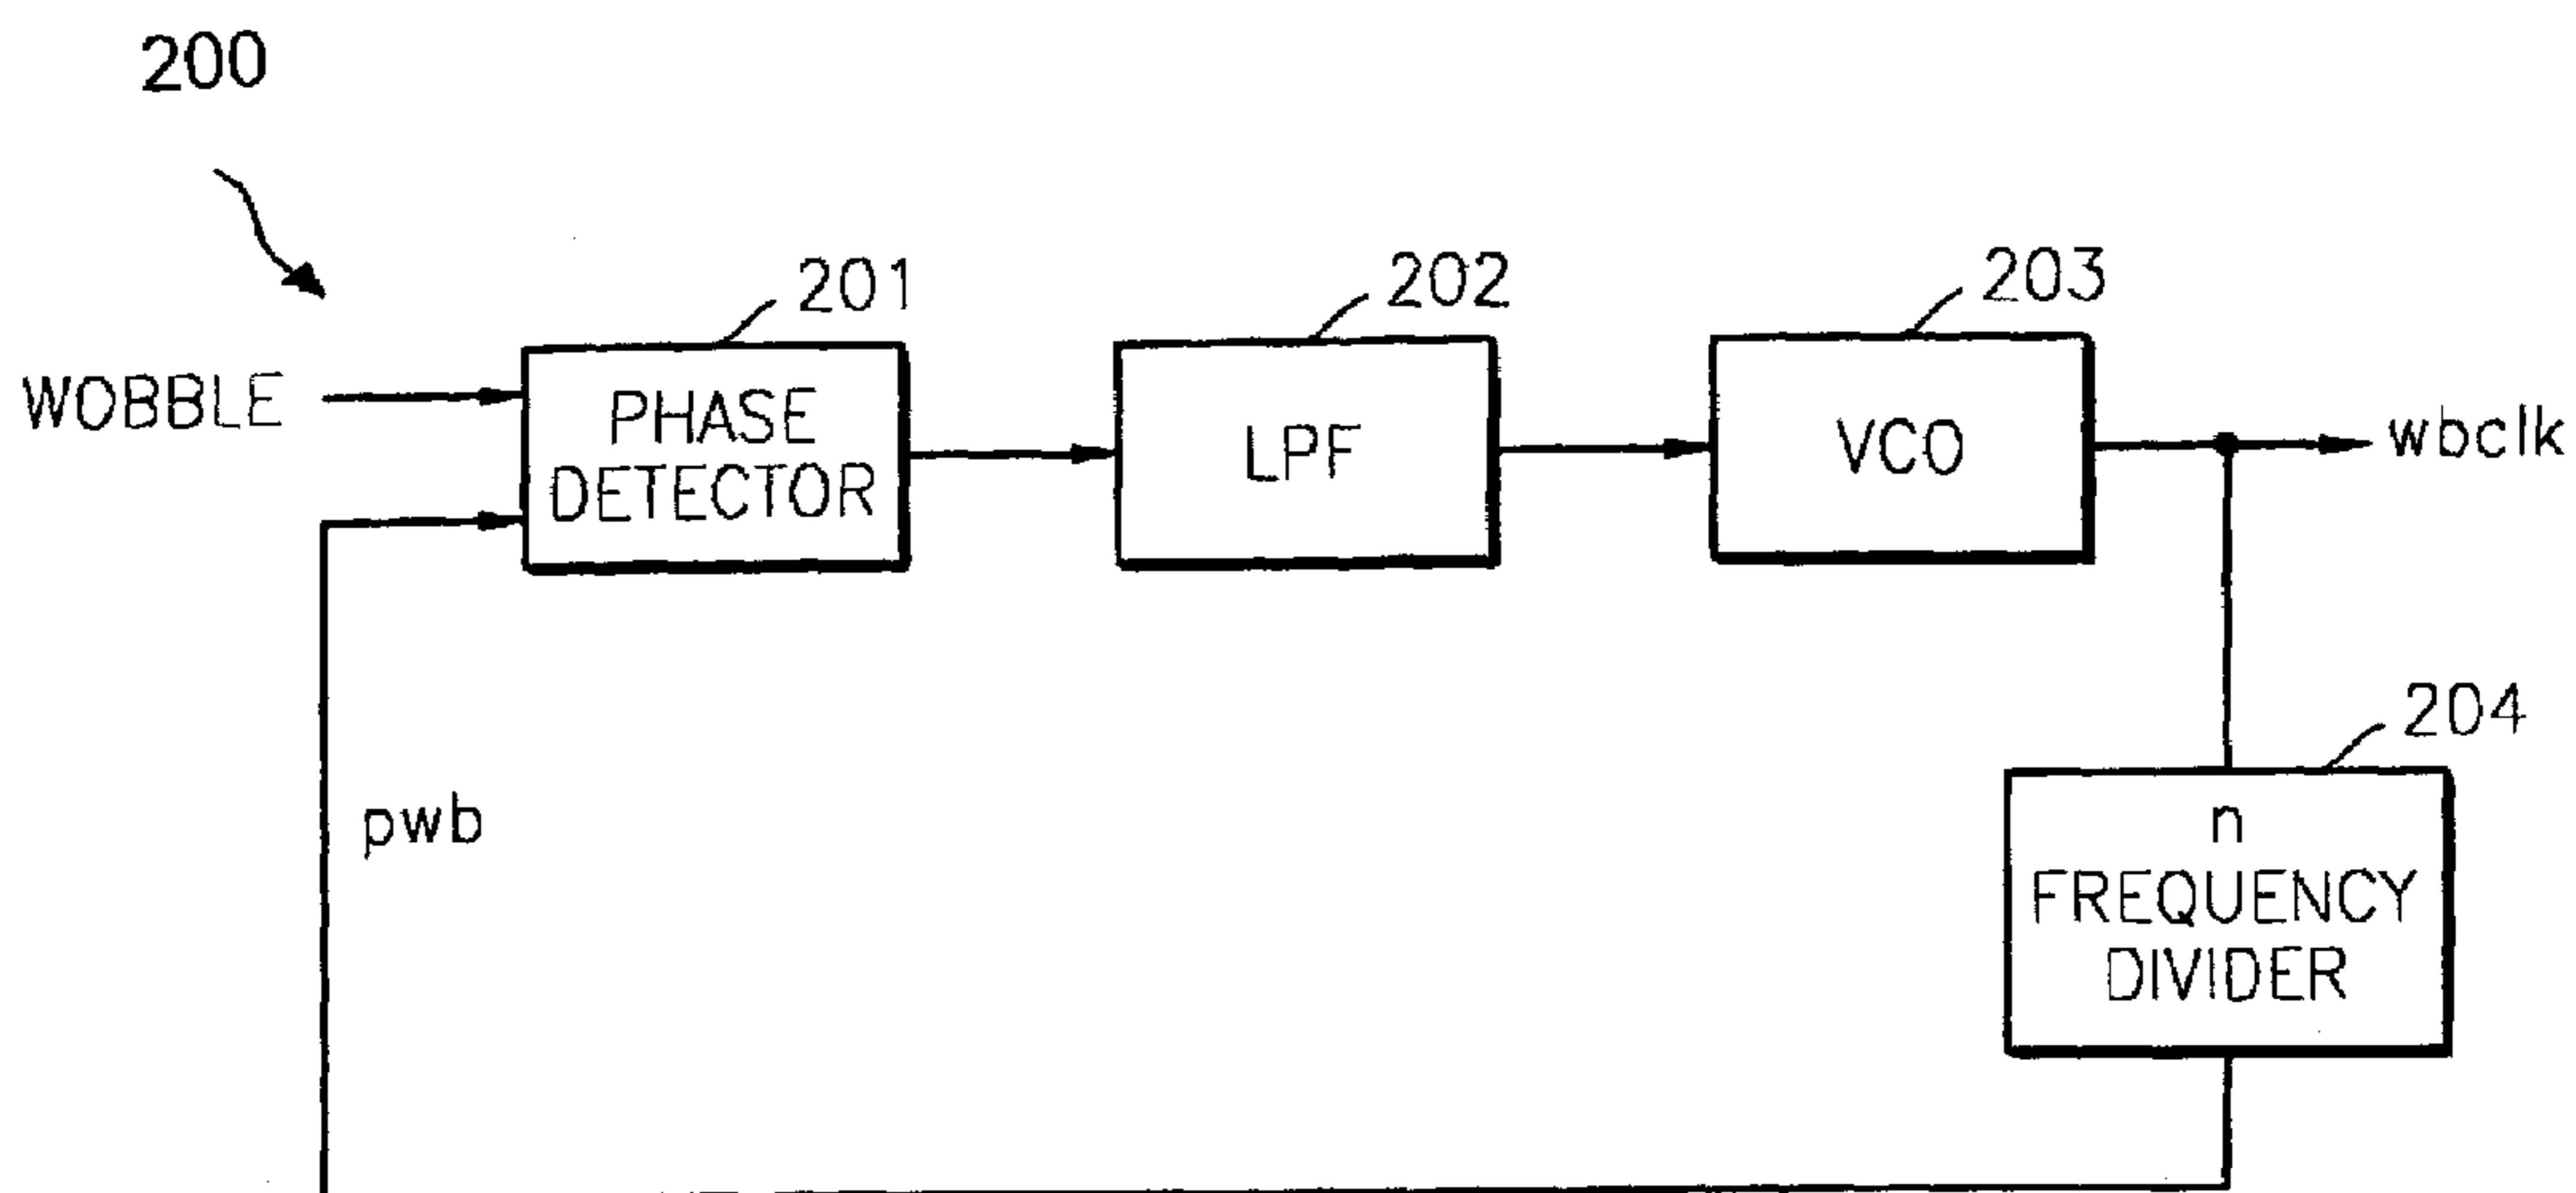 200
201
202
203
WOBBLE
PHASE
DETECTOR
LPF
VCO
wbclk
204
pwb
n
FREQUENCY
DIVIDER